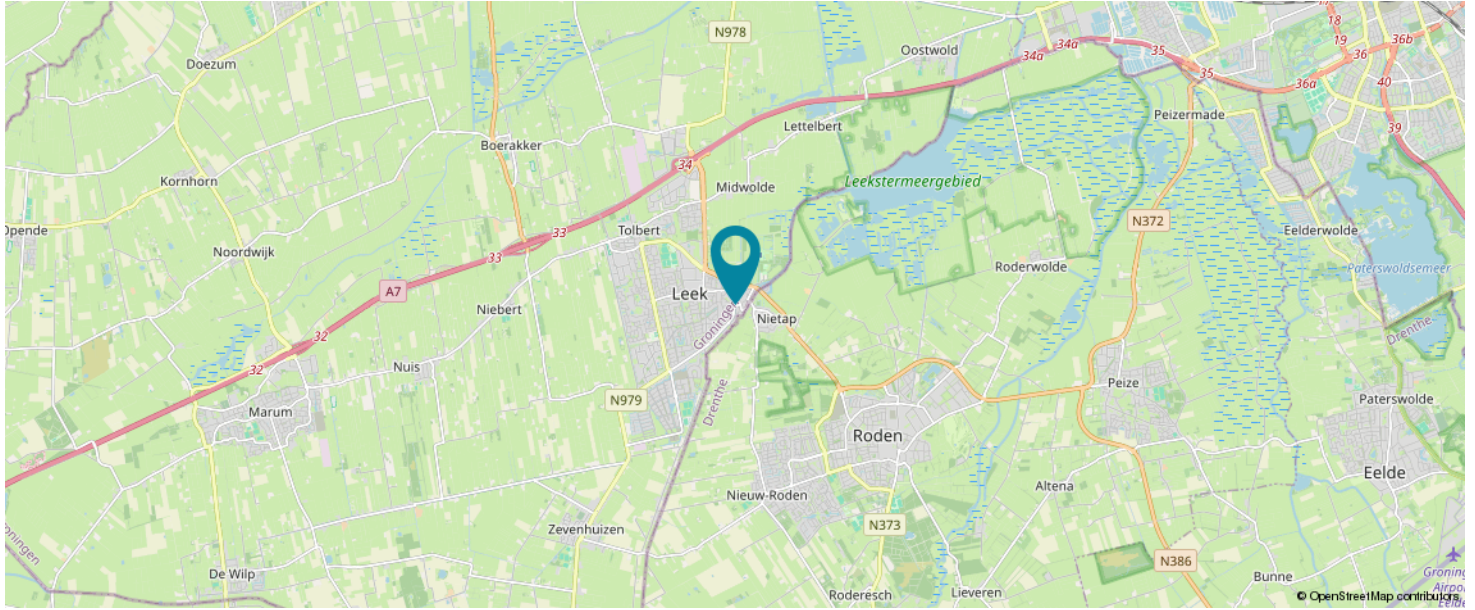 18
N978
36b
19
Oostwold
34a
34a
35
36
Doezum
35
36a
40
Peizermade
Lettelbert
39
Boerakker
34
Kornhorn
Leekstermeergebied
Midwolde
N372
Opende
Tolbert
33
Eelderwolde
Noordwijk
33
Roderwolde
Paterswoldsemeer
A7
Leek
Niebert
Nietap
32
Groningen
Drenthe
32
Nuis
Peize
Drenthe
N979
Paterswolde
Marum
Roden
Eelde
Altena
Nieuw-Roden
N373
Zevenhuizen
Groningen
N386
De Wilp
Bunne
Roderesch
Lieveren
© OpenStreetMap contributors